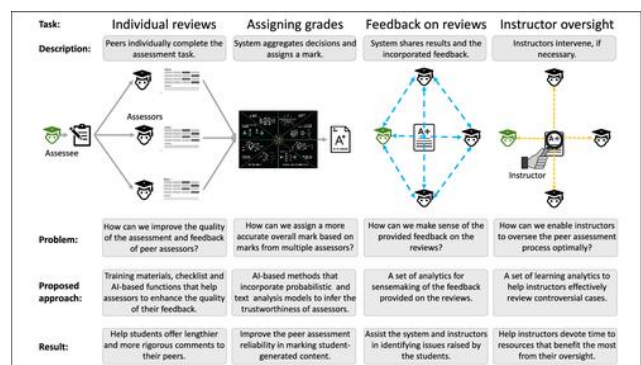 Task:
Individual reviews
Assigning grades
Feedback on reviews
Instructor oversight
Description:
Peers individually complete the
assessment task.
System aggregates decisions and
assigns a mark.
System shares results and the
incorporated feedback.
Instructors intervene, if
necessary.
Assessee
Assessors
A+
A+
A+
Instructor
Problem:
How can we improve the quality
of the assessment and feedback
of peer assessors?
How can we assign a more
accurate overall mark based on
marks from multiple assessors?
How can we make sense of the
provided feedback on the
reviews?
How can we enable instructors
to oversee the peer assessment
process optimally?
Proposed
approach:
Training materials, checklist and
AI-based functions that help
assessors to enhance the quality
of their feedback.
AI-based methods that
incorporate probabilistic and
text analysis models to infer the
trustworthiness of assessors.
A set of analytics for
sensemaking of the feedback
provided on the reviews.
A set of learning analytics to
help instructors effectively
review controversial cases.
Result:
Help students offer lengthier
and more rigorous comments to
their peers.
Improve the peer assessment
reliability in marking student-
generated content.
Assist the system and instructors
in identifying issues raised by
the students.
Help instructors devote time to
resources that benefit the most
from their oversight.